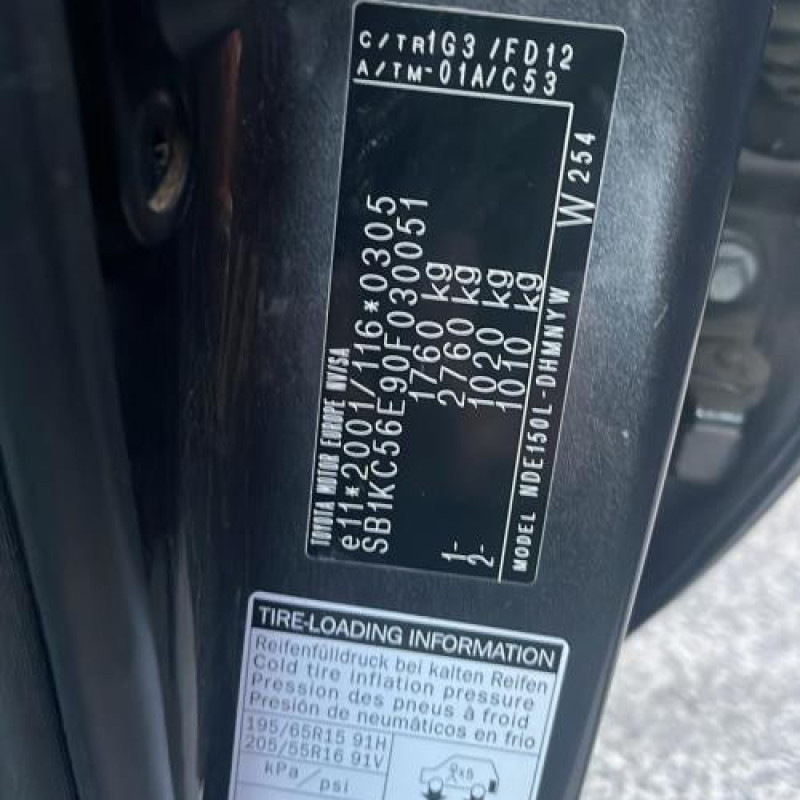 TOYOTA MOTOR EUROPE NV/SA
e11*2001/116*0305
SB1KC56E90F030051
1760 kg
2760 kg
1- 1020 kg
2- 1010 kg
MODEL NDE150L-DHMNYW W 254
C/TR1G3 /FD12
A/TM-01A/C53
TIRE-LOADING INFORMATION
Reifenfülldruck bei kalten Reifen
Cold tire inflation pressure
Pression des pneus à froid
Presión de neumáticos en frio
195/65R15 91H
205/55R16 91V
kPa/psi
x5